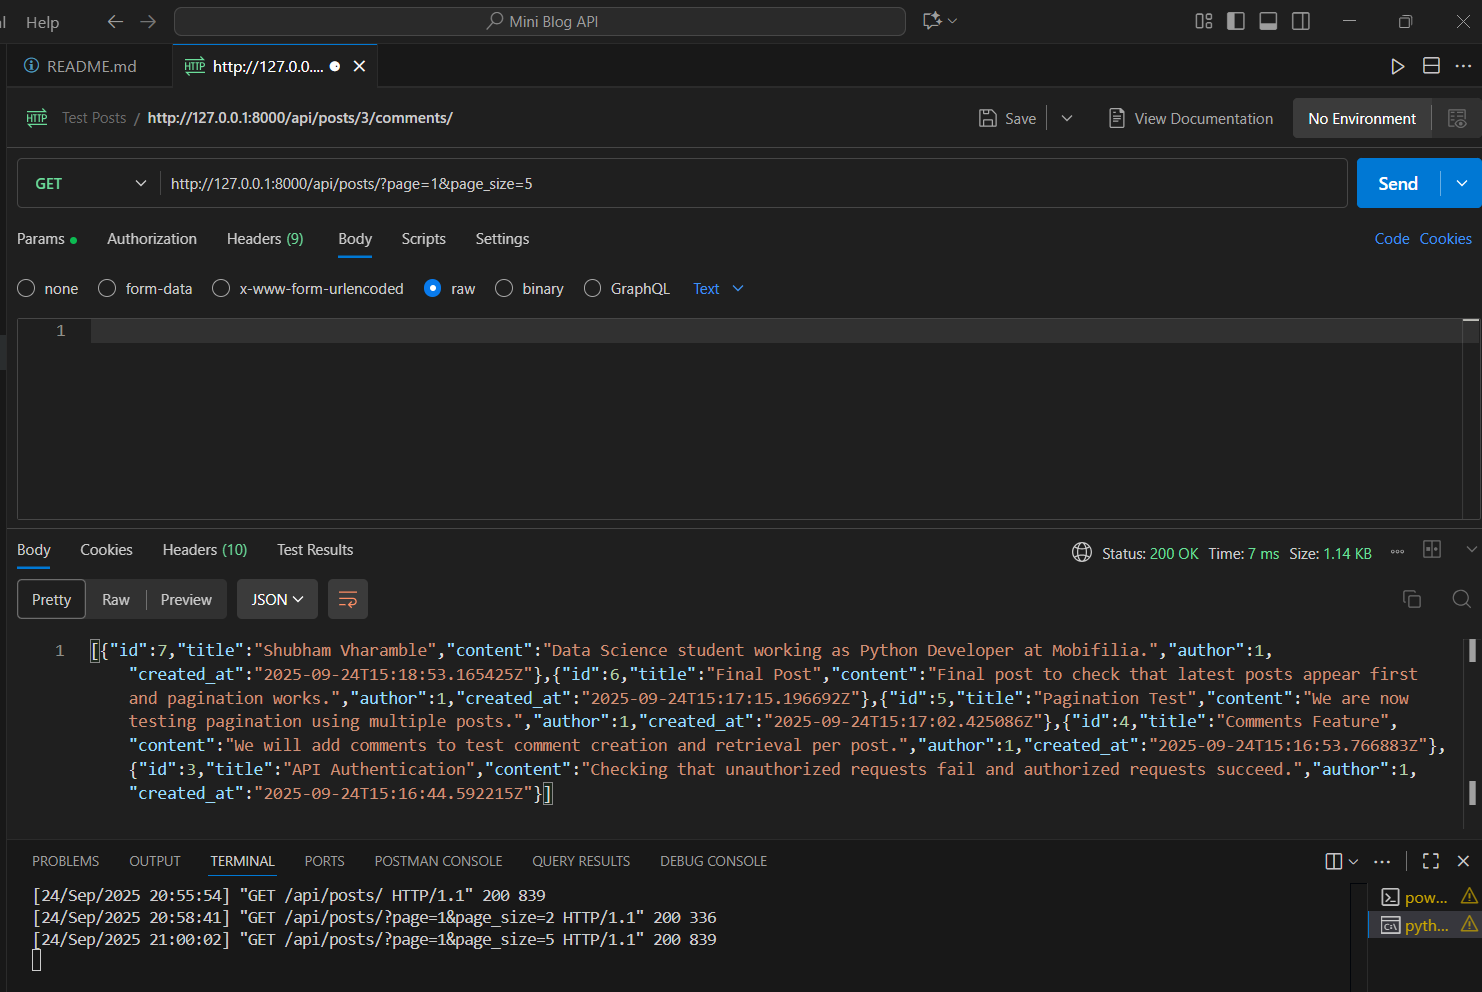 Help
Mini Blog API
README.md
HTTP http://127.0.0....
HTTP Test Posts / http://127.0.0.1:8000/api/posts/3/comments/
Save
View Documentation
No Environment
GET http://127.0.0.1:8000/api/posts/?page=1&page_size=5
Send
Params Authorization Headers (9) Body Scripts Settings
Code Cookies
none form-data x-www-form-urlencoded raw binary GraphQL Text
1
Body Cookies Headers (10) Test Results
Status: 200 OK Time: 7 ms Size: 1.14 KB
Pretty Raw Preview JSON
1 [{"id":7,"title":"Shubham Vharamble","content":"Data Science student working as Python Developer at Mobifilia.","author":1,
"created_at":"2025-09-24T15:18:53.165425Z"},{"id":6,"title":"Final Post","content":"Final post to check that latest posts appear first
and pagination works.","author":1,"created_at":"2025-09-24T15:17:15.196692Z"},{"id":5,"title":"Pagination Test","content":"We are now
testing pagination using multiple posts.","author":1,"created_at":"2025-09-24T15:17:02.425086Z"},{"id":4,"title":"Comments Feature",
"content":"We will add comments to test comment creation and retrieval per post.","author":1,"created_at":"2025-09-24T15:16:53.766883Z"},
{"id":3,"title":"API Authentication","content":"Checking that unauthorized requests fail and authorized requests succeed.","author":1,
"created_at":"2025-09-24T15:16:44.592215Z"}]
PROBLEMS OUTPUT TERMINAL PORTS POSTMAN CONSOLE QUERY RESULTS DEBUG CONSOLE
[24/Sep/2025 20:55:54] "GET /api/posts/ HTTP/1.1" 200 839
[24/Sep/2025 20:58:41] "GET /api/posts/?page=1&page_size=2 HTTP/1.1" 200 336
[24/Sep/2025 21:00:02] "GET /api/posts/?page=1&page_size=5 HTTP/1.1" 200 839
pow...
pyth...